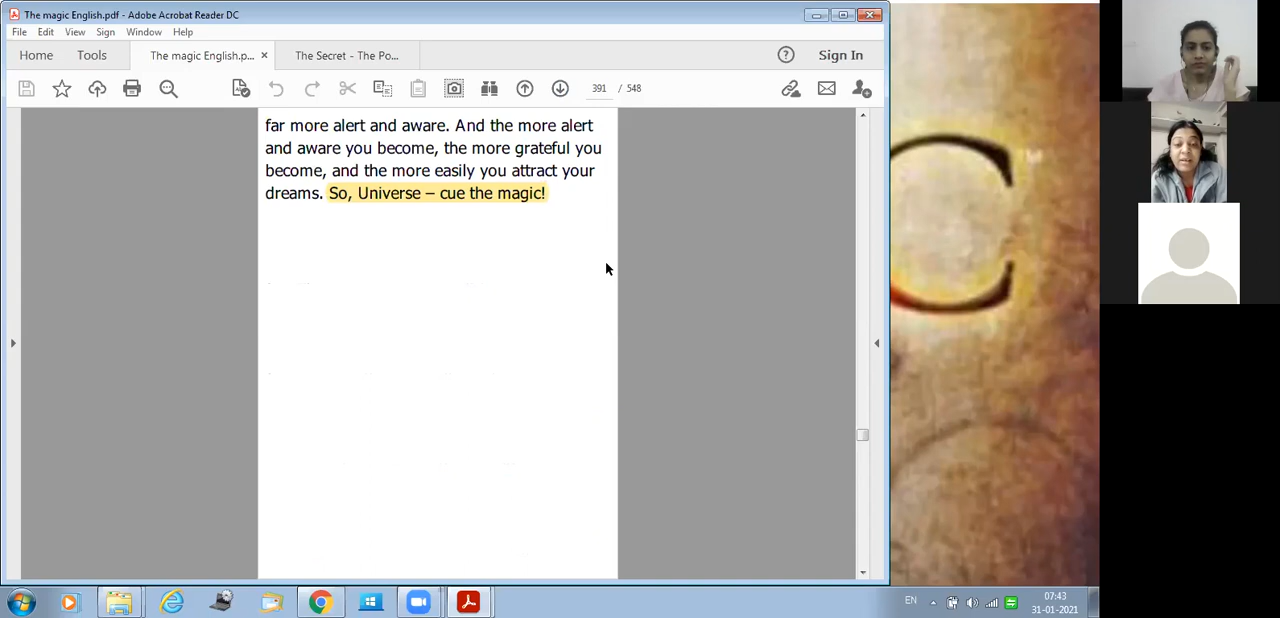 The magic English.pdf - Adobe Acrobat Reader DC
File Edit View Sign Window Help
Home Tools The magic English.p... × The Secret - The Po... Sign In
391 / 548
far more alert and aware. And the more alert
and aware you become, the more grateful you
become, and the more easily you attract your
dreams. So, Universe – cue the magic!
C
EN
07:43
31-01-2021